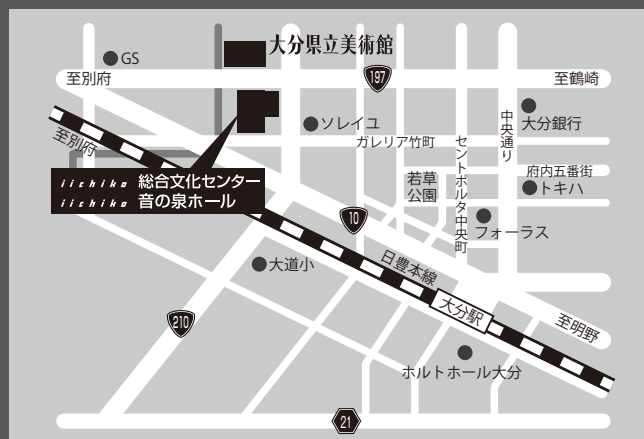 大分県立美術館
GS
至別府
197
至鶴崎
ソレイユ
大分銀行
中央通り
至別府
ガレリア竹町
セントポルタ中央町
府内五番街
iichiko 総合文化センター
iichiko 音の泉ホール
若草
公園
トキハ
10
フォーラス
大道小
日豊本線
大分駅
210
至明野
ホルトホール大分
21